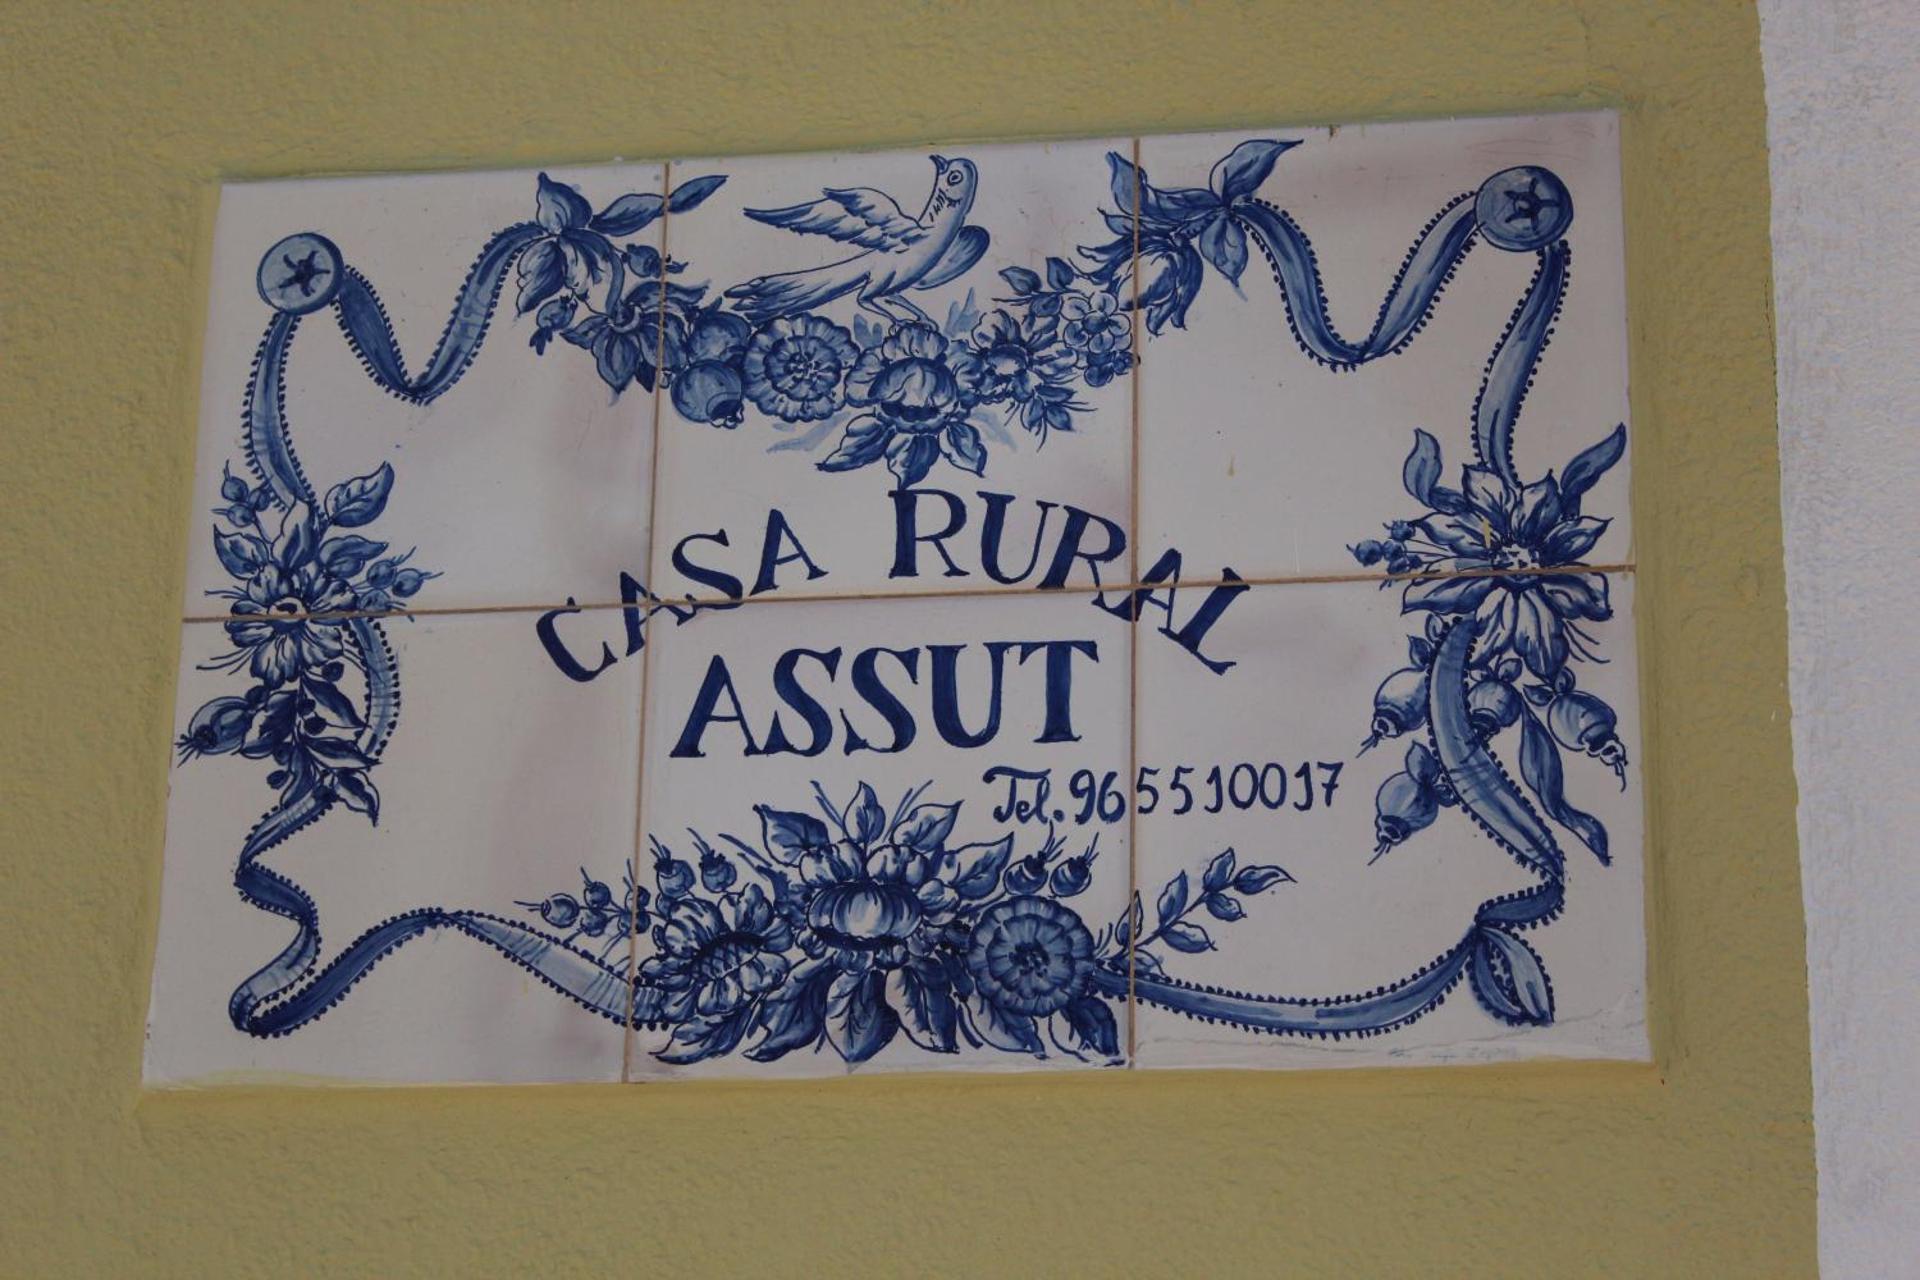 CASA RURAL
ASSUT
Tel. 965510017